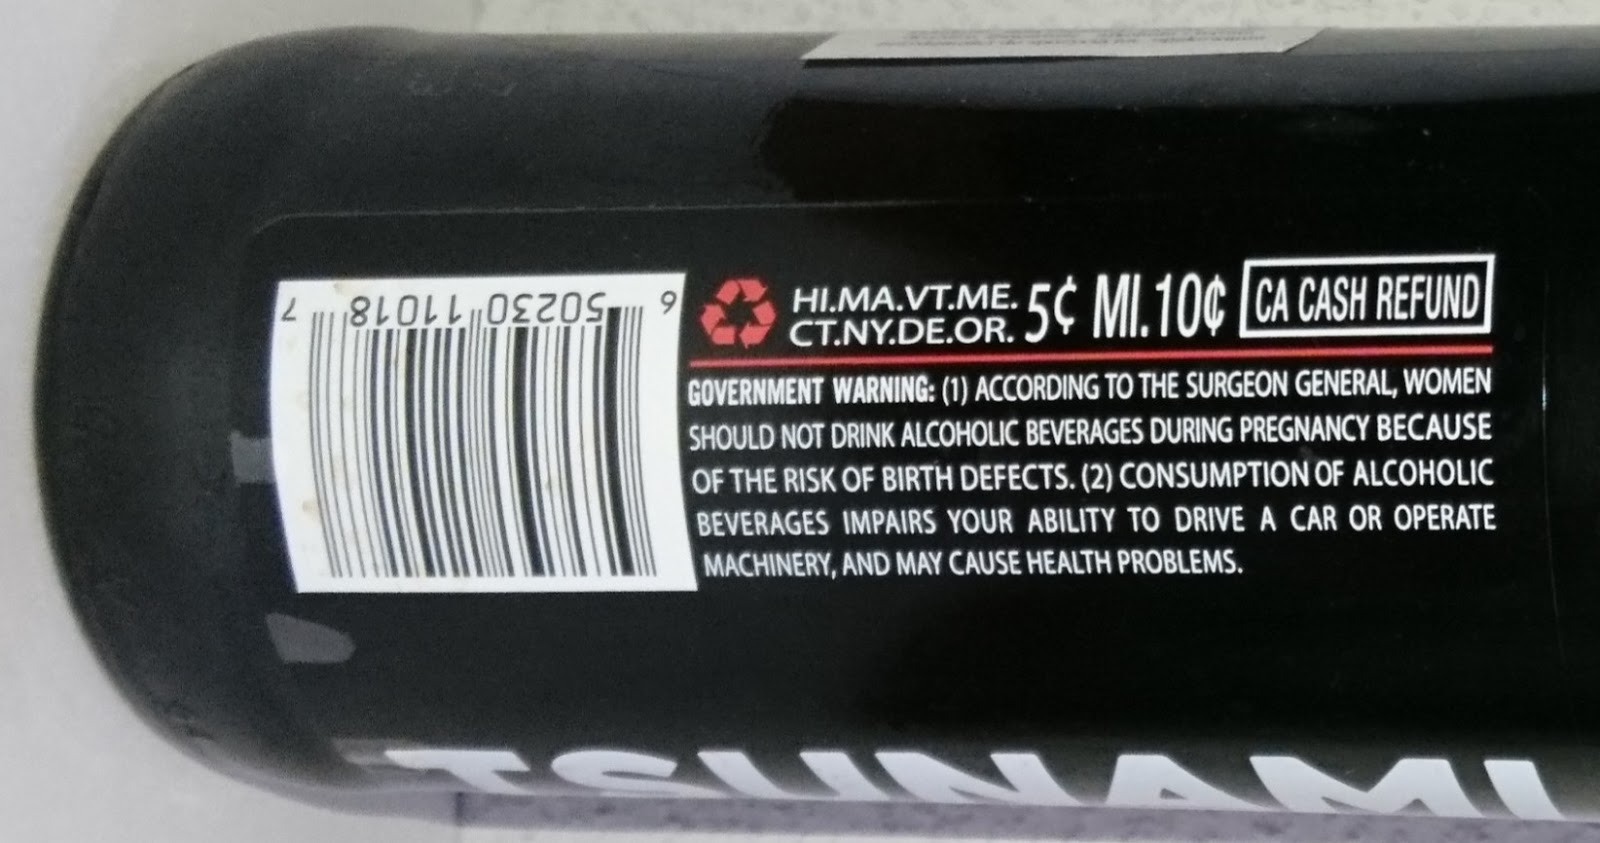 6 50230 11018 7
HI.MA.VT.ME.
CT.NY.DE.OR. 5¢ MI.10¢ CA CASH REFUND
GOVERNMENT WARNING: (1) ACCORDING TO THE SURGEON GENERAL, WOMEN
SHOULD NOT DRINK ALCOHOLIC BEVERAGES DURING PREGNANCY BECAUSE
OF THE RISK OF BIRTH DEFECTS. (2) CONSUMPTION OF ALCOHOLIC
BEVERAGES IMPAIRS YOUR ABILITY TO DRIVE A CAR OR OPERATE
MACHINERY, AND MAY CAUSE HEALTH PROBLEMS.
TSUNAMI